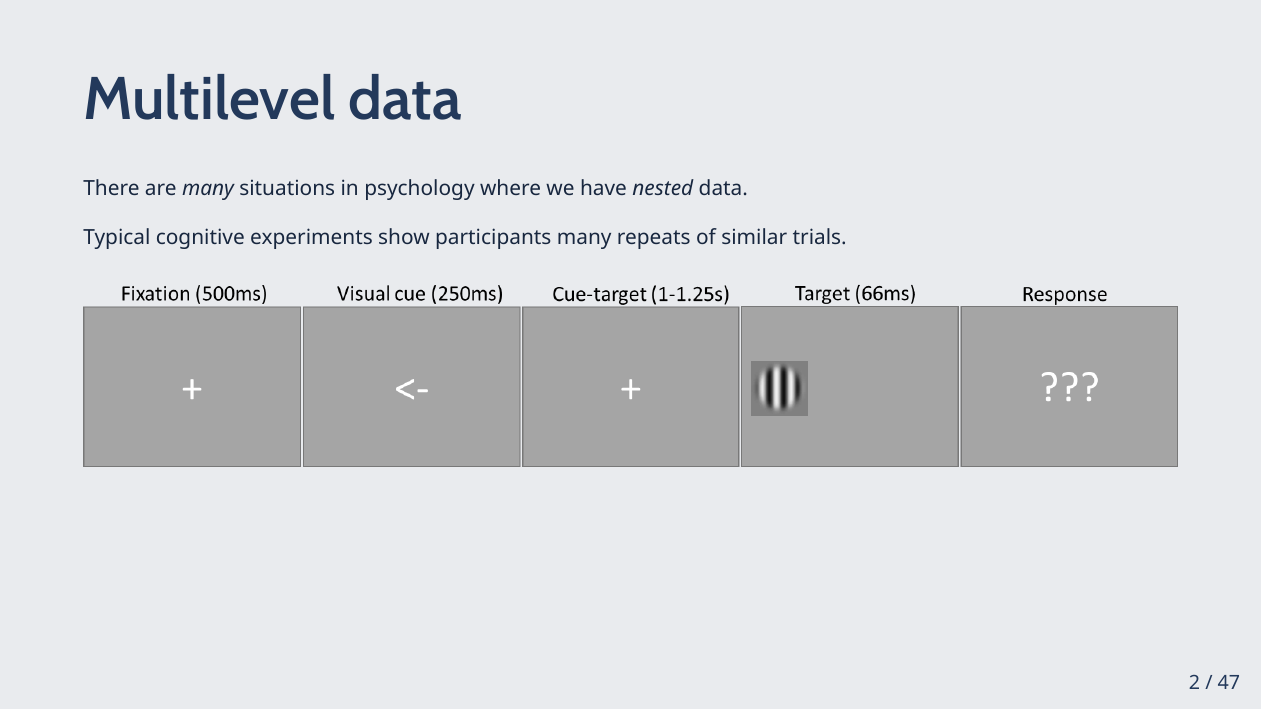 Multilevel data
There are many situations in psychology where we have nested data.
Typical cognitive experiments show participants many repeats of similar trials.
Fixation (500ms) Visual cue (250ms) Cue-target (1-1.25s) Target (66ms) Response
+ <- + ???
2 / 47